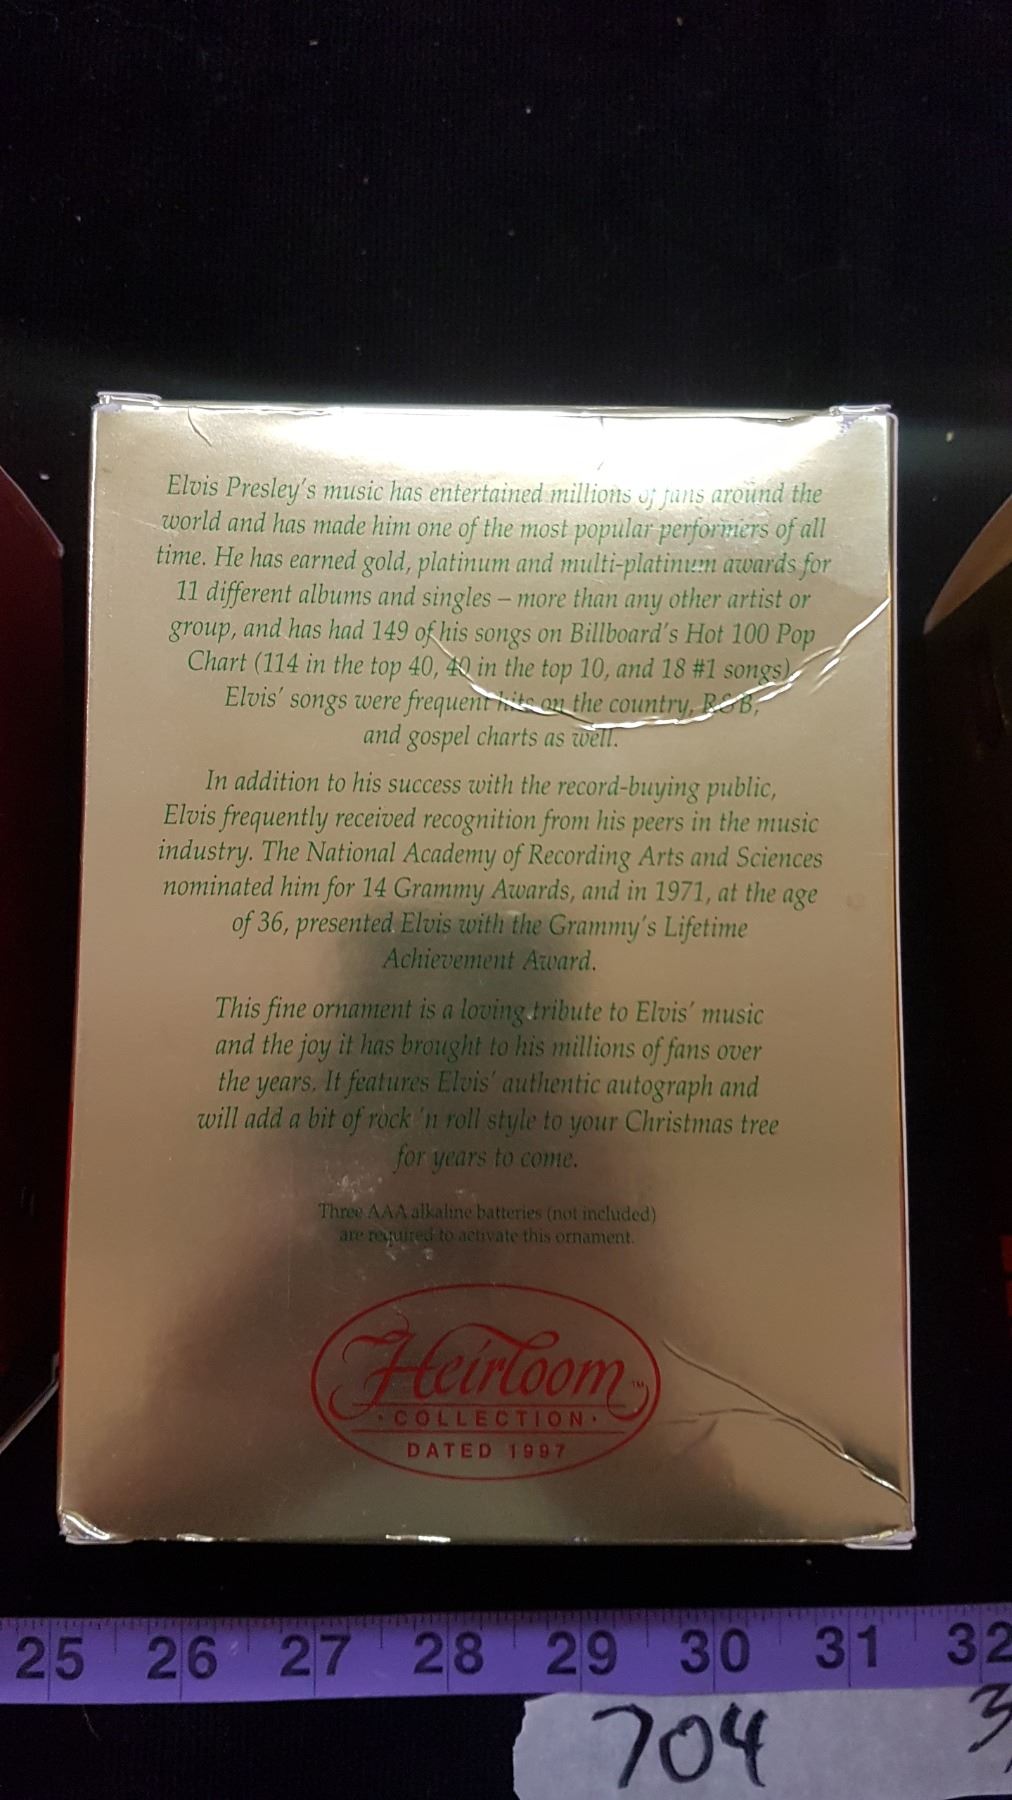 Elvis Presley's music has entertained millions of fans around the
world and has made him one of the most popular performers of all
time. He has earned gold, platinum and multi-platinum awards for
11 different albums and singles – more than any other artist or
group, and has had 149 of his songs on Billboard's Hot 100 Pop
Chart (114 in the top 40, 40 in the top 10, and 18 #1 songs).
Elvis' songs were frequent hits on the country, R&B,
and gospel charts as well.
In addition to his success with the record-buying public,
Elvis frequently received recognition from his peers in the music
industry. The National Academy of Recording Arts and Sciences
nominated him for 14 Grammy Awards, and in 1971, at the age
of 36, presented Elvis with the Grammy's Lifetime
Achievement Award.
This fine ornament is a loving tribute to Elvis' music
and the joy it has brought to his millions of fans over
the years. It features Elvis' authentic autograph and
will add a bit of rock 'n roll style to your Christmas tree
for years to come.
Three AAA alkaline batteries (not included)
are required to activate this ornament.
Heirloom™
·COLLECTION·
DATED 1997
25 26 27 28 29 30 31 32
704